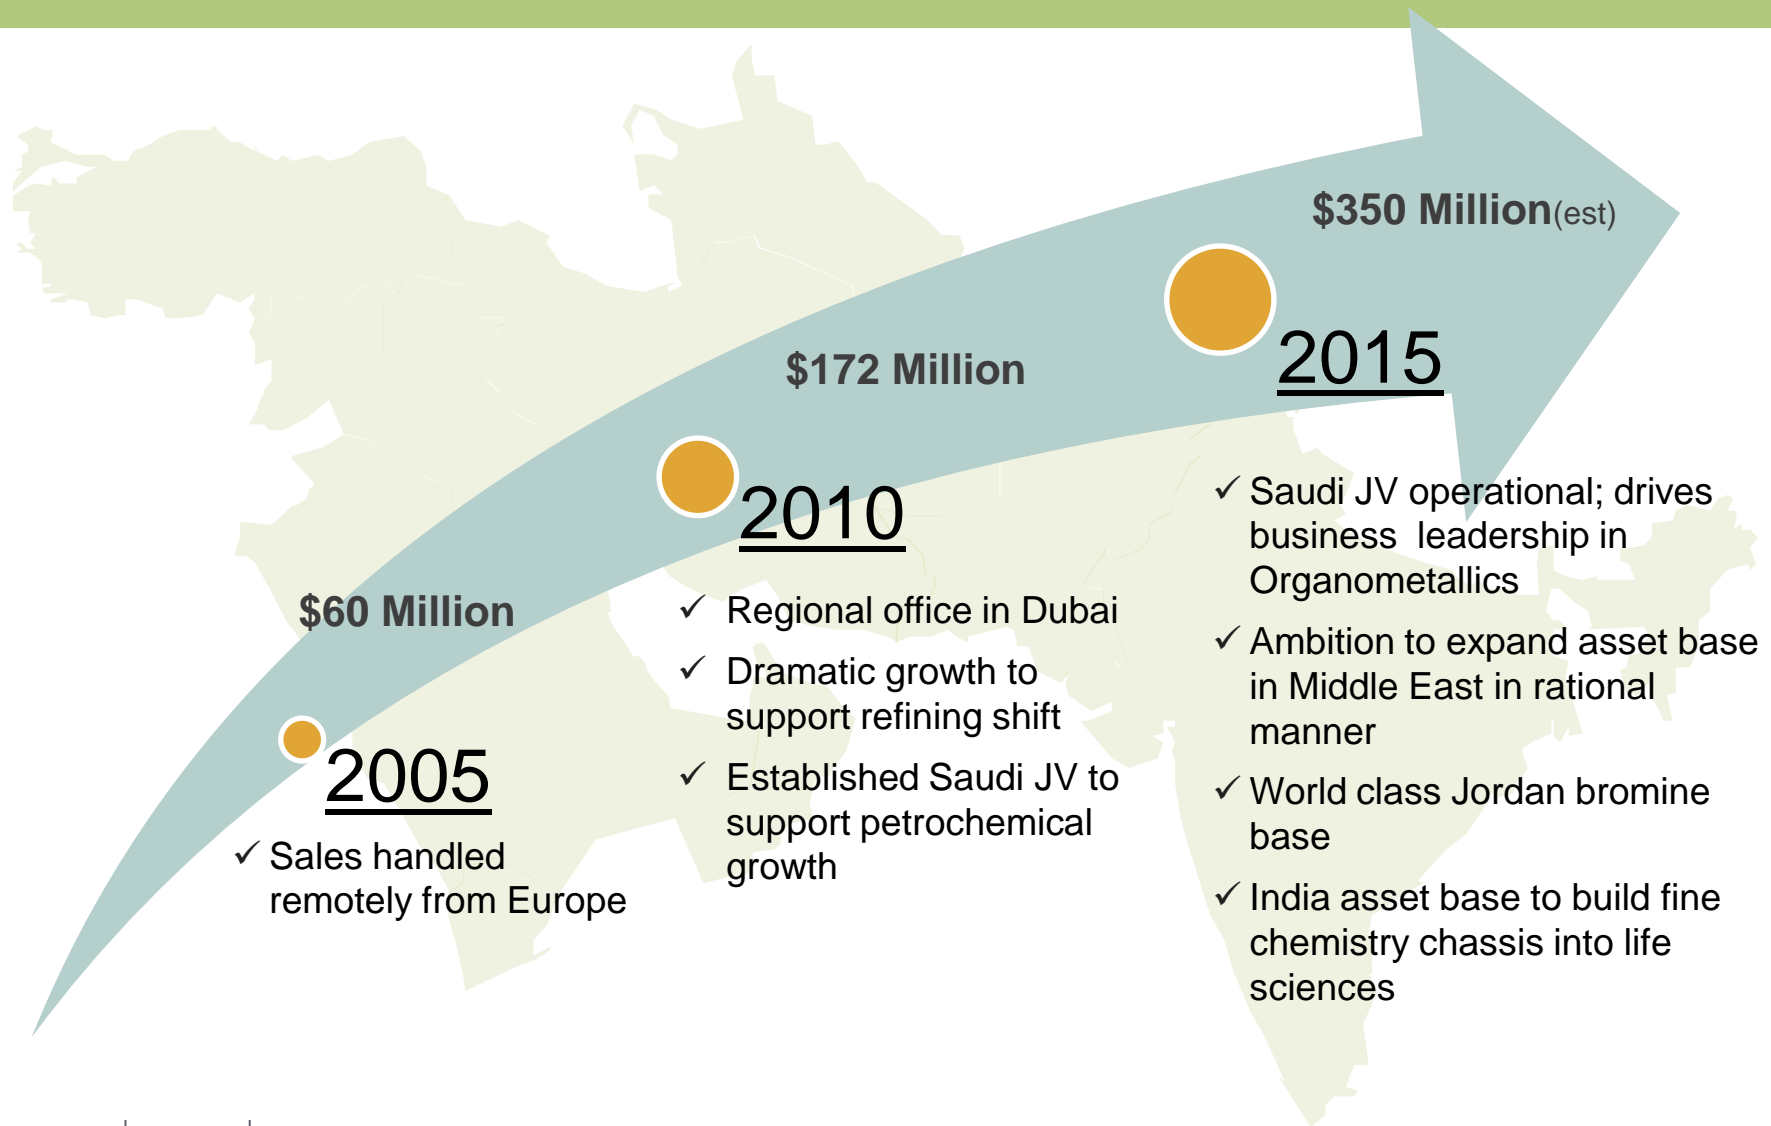 $350 Million(est)
2015
$172 Million
2010
$60 Million
2005
✓ Sales handled
remotely from Europe
✓ Regional office in Dubai
✓ Dramatic growth to
support refining shift
✓ Established Saudi JV to
support petrochemical
growth
✓ Saudi JV operational; drives
business leadership in
Organometallics
✓ Ambition to expand asset base
in Middle East in rational
manner
✓ World class Jordan bromine
base
✓ India asset base to build fine
chemistry chassis into life
sciences